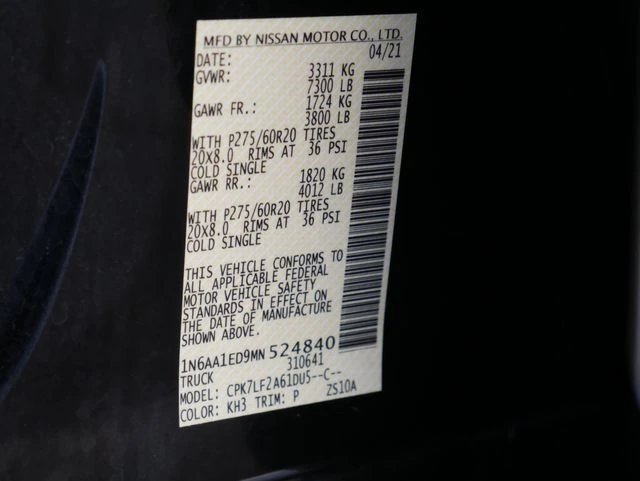 MFD BY NISSAN MOTOR CO., LTD.
DATE: 04/21
GVWR: 3311 KG
7300 LB
GAWR FR.: 1724 KG
3800 LB
WITH P275/60R20 TIRES
20X8.0 RIMS AT 36 PSI
COLD SINGLE
GAWR RR.: 1820 KG
4012 LB
WITH P275/60R20 TIRES
20X8.0 RIMS AT 36 PSI
COLD SINGLE
THIS VEHICLE CONFORMS TO
ALL APPLICABLE FEDERAL
MOTOR VEHICLE SAFETY
STANDARDS IN EFFECT ON
THE DATE OF MANUFACTURE
SHOWN ABOVE.
1N6AA1ED9MN524840
TRUCK 310641
MODEL: CPK7LF2A61DU5--C--
COLOR: KH3 TRIM: P ZS10A